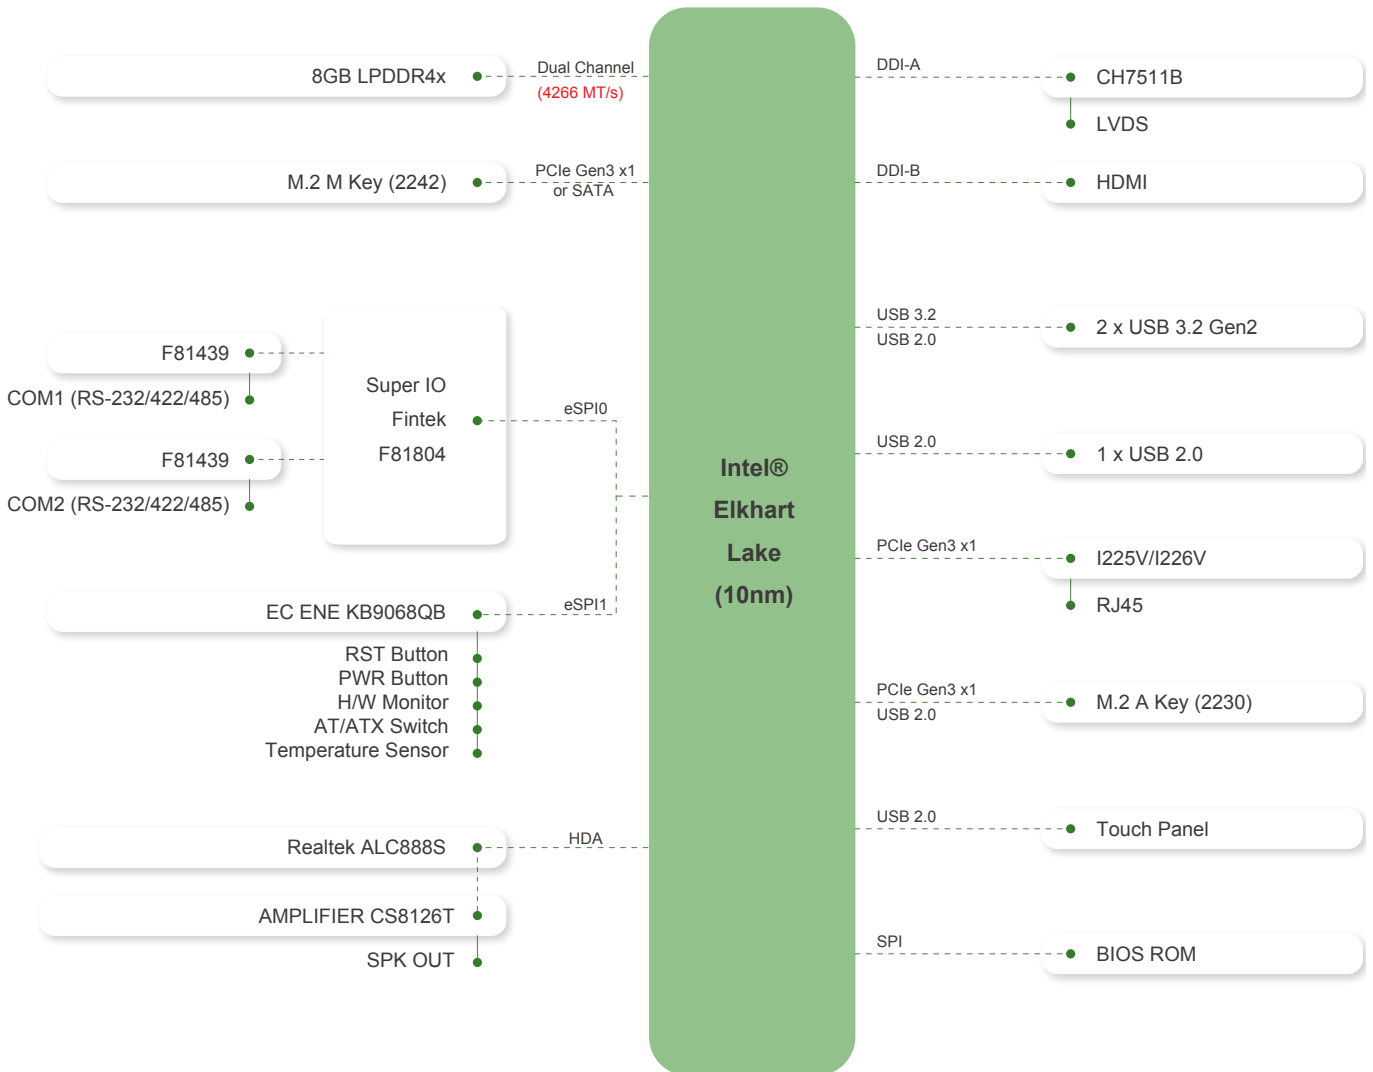 8GB LPDDR4x
Dual Channel
(4266 MT/s)
M.2 M Key (2242)
PCIe Gen3 x1
or SATA
F81439
COM1 (RS-232/422/485)
F81439
COM2 (RS-232/422/485)
Super IO
Fintek
F81804
eSPI0
EC ENE KB9068QB
eSPI1
RST Button
PWR Button
H/W Monitor
AT/ATX Switch
Temperature Sensor
Realtek ALC888S
HDA
AMPLIFIER CS8126T
SPK OUT
Intel®
Elkhart
Lake
(10nm)
DDI-A
CH7511B
LVDS
DDI-B
HDMI
USB 3.2
USB 2.0
2 x USB 3.2 Gen2
USB 2.0
1 x USB 2.0
PCIe Gen3 x1
I225V/I226V
RJ45
PCIe Gen3 x1
USB 2.0
M.2 A Key (2230)
USB 2.0
Touch Panel
SPI
BIOS ROM